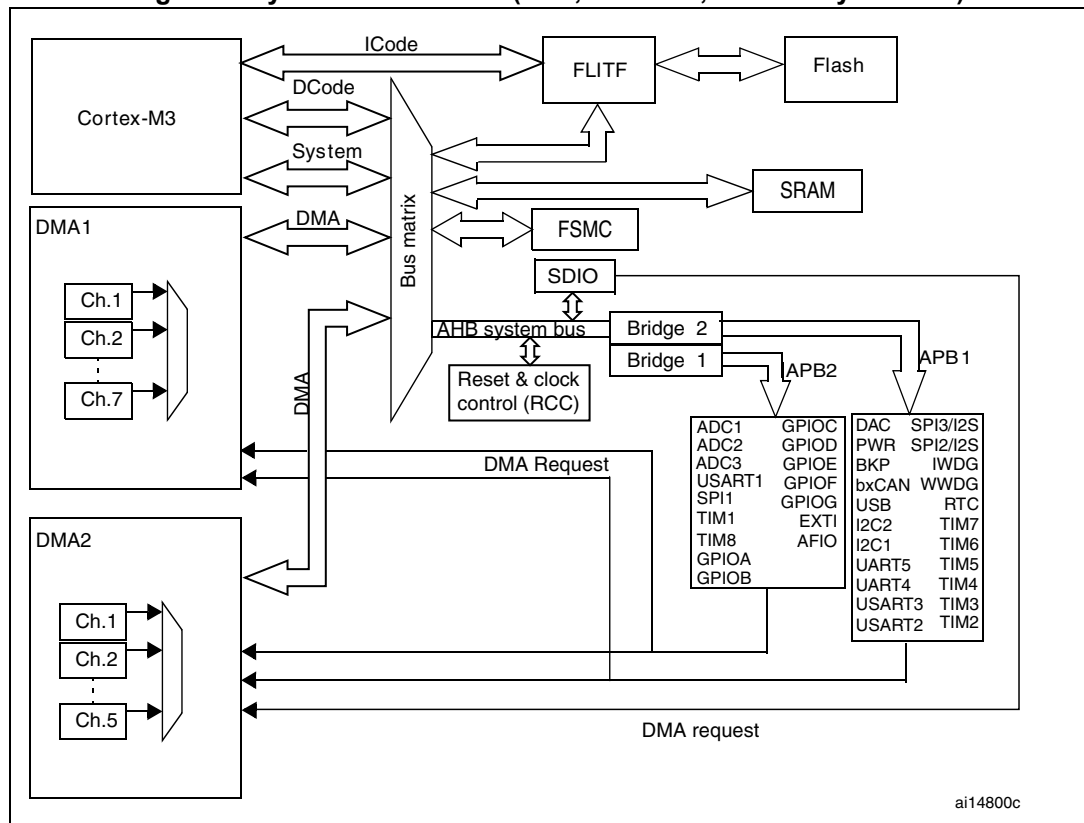 ICode
FLITF
Flash
Cortex-M3
DCode
System
SRAM
DMA1
DMA
Bus matrix
FSMC
SDIO
Ch.1
Ch.2
Ch.7
AHB system bus
Bridge 2
Bridge 1
APB2
APB1
Reset & clock
control (RCC)
DMA
ADC1 GPIOC
ADC2 GPIOD
ADC3 GPIOE
USART1 GPIOF
SPI1 GPIOG
TIM1 EXTI
TIM8 AFIO
GPIOA
GPIOB
DAC SPI3/I2S
PWR SPI2/I2S
BKP IWDG
bxCAN WWDG
USB RTC
I2C2 TIM7
I2C1 TIM6
UART5 TIM5
UART4 TIM4
USART3 TIM3
USART2 TIM2
DMA Request
DMA2
Ch.1
Ch.2
Ch.5
DMA request
ai14800c